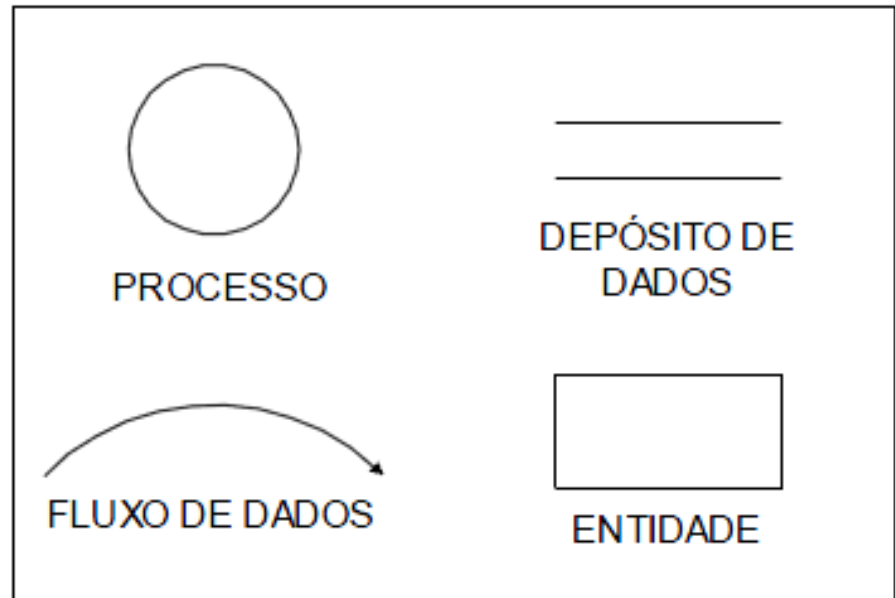 PROCESSO
DEPÓSITO DE
DADOS
FLUXO DE DADOS
ENTIDADE